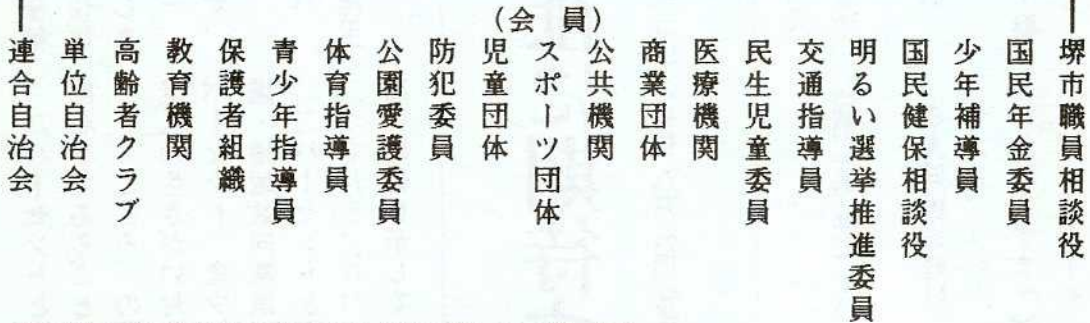 (会員)
堺市職員相談役
国民年金委員
少年補導員
国民健保相談役
明るい選挙推進委員
交通指導員
民生児童委員
医療機関
商業団体
公共機関
スポーツ団体
児童団体
防犯委員
公園愛護委員
体育指導員
青少年指導員
保護者組織
教育機関
高齢者クラブ
単位自治会
連合自治会